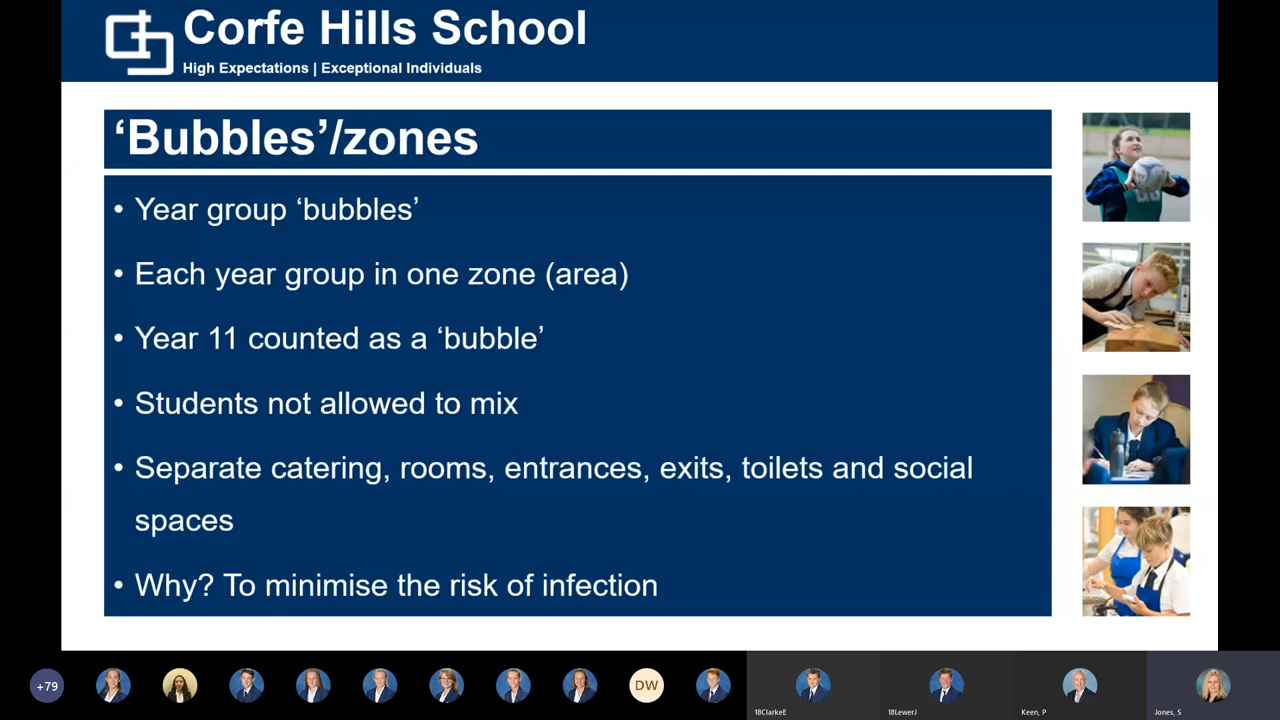 Corfe Hills School
High Expectations | Exceptional Individuals
‘Bubbles’/zones
• Year group ‘bubbles’
• Each year group in one zone (area)
• Year 11 counted as a ‘bubble’
• Students not allowed to mix
• Separate catering, rooms, entrances, exits, toilets and social
spaces
• Why? To minimise the risk of infection
+79
DW
18ClarkeE
18LewerJ
Keen, P
Jones, S